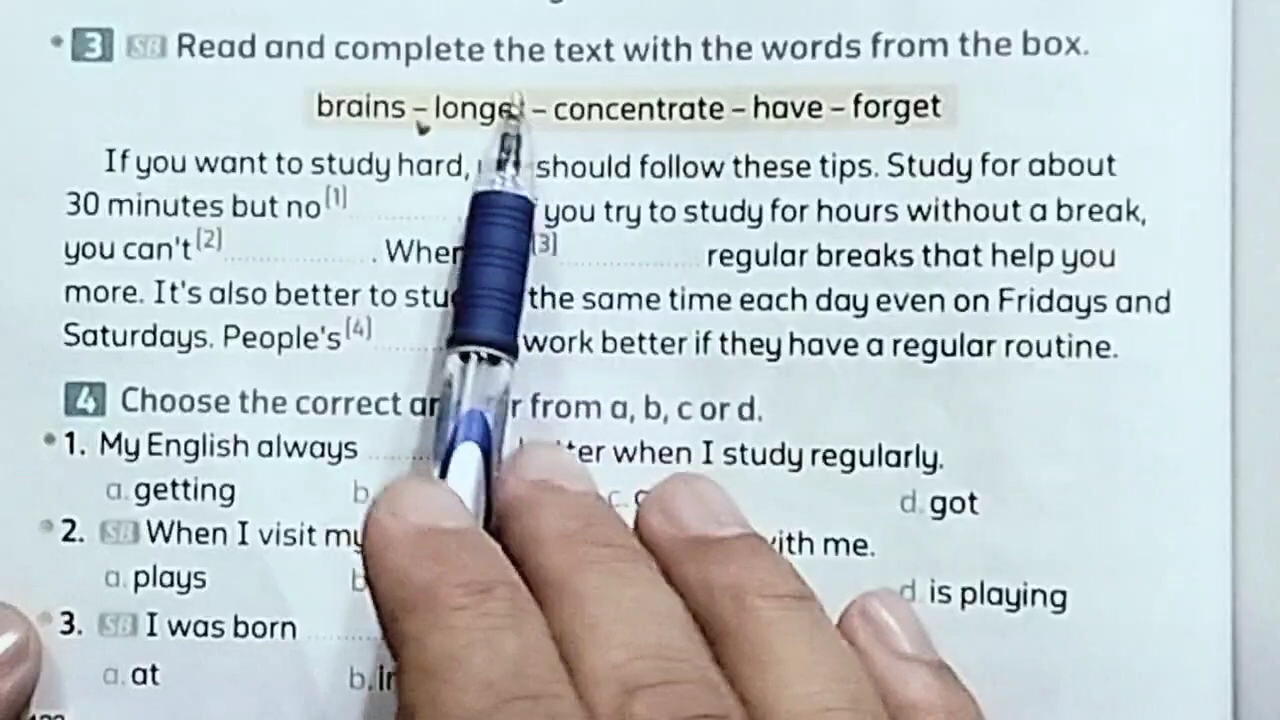 3 SB Read and complete the text with the words from the box.
brains – longe – concentrate – have – forget
If you want to study hard, should follow these tips. Study for about
30 minutes but no [1] you try to study for hours without a break,
you can't [2] . When [3] regular breaks that help you
more. It's also better to the same time each day even on Fridays and
Saturdays. People's [4] work better if they have a regular routine.
4 Choose the correct from a, b, c or d.
1. My English always when I study regularly.
a. getting b. c. d. got
2. SB When I visit my with me.
a. plays d. is playing
3. SB I was born
a. at b. in